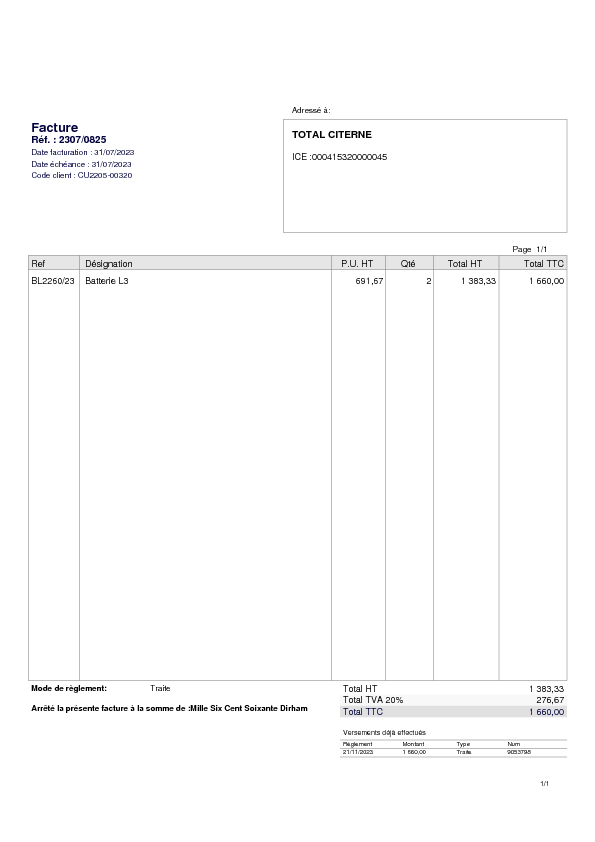 Adressé à:
Facture
Réf. : 2307/0825
Date facturation : 31/07/2023
Date échéance : 31/07/2023
Code client : CU2205-00320
TOTAL CITERNE
ICE :000415320000045
Page 1/1
Ref Désignation P.U. HT Qté Total HT Total TTC
BL2260/23 Batterie L3 691,67 2 1 383,33 1 660,00
Mode de règlement: Traite
Arrêté la présente facture à la somme de :Mille Six Cent Soixante Dirham
Total HT 1 383,33
Total TVA 20% 276,67
Total TTC 1 660,00
Versements déjà effectués
Règlement Montant Type Num
21/11/2023 1 660,00 Traite 9053798
1/1